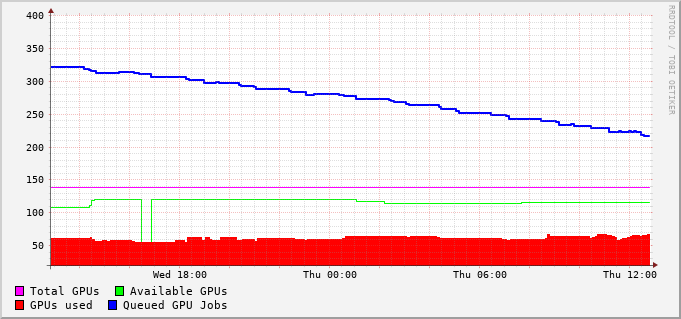 400
350
300
250
200
150
100
50
Wed 18:00 Thu 00:00 Thu 06:00 Thu 12:00
Total GPUs Available GPUs
GPUs used Queued GPU Jobs
RRDTOOL / TOBI OETIKER